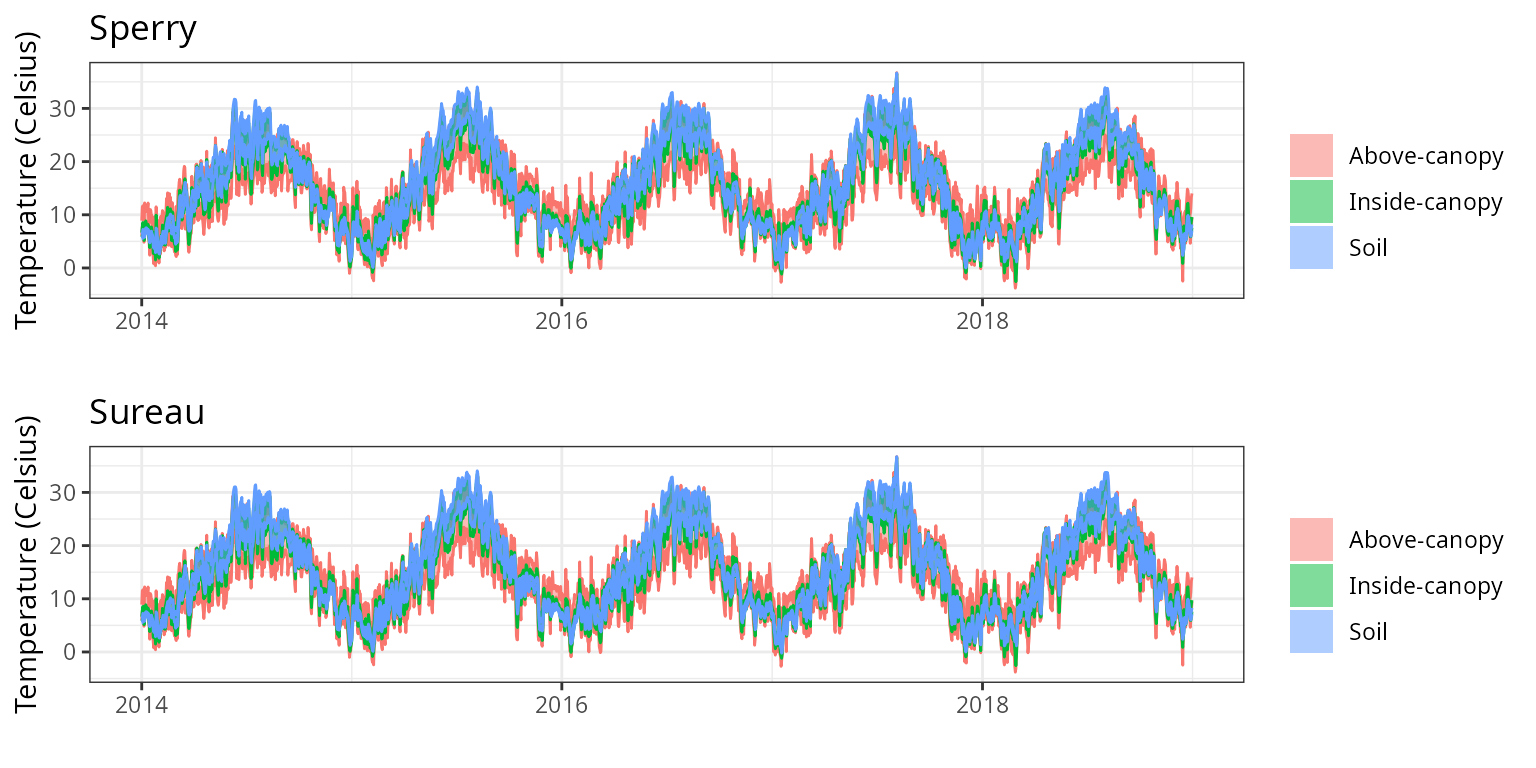 Sperry
Temperature (Celsius)
30
20
10
0
2014 2016 2018
Above-canopy
Inside-canopy
Soil
Sureau
Temperature (Celsius)
30
20
10
0
2014 2016 2018
Above-canopy
Inside-canopy
Soil